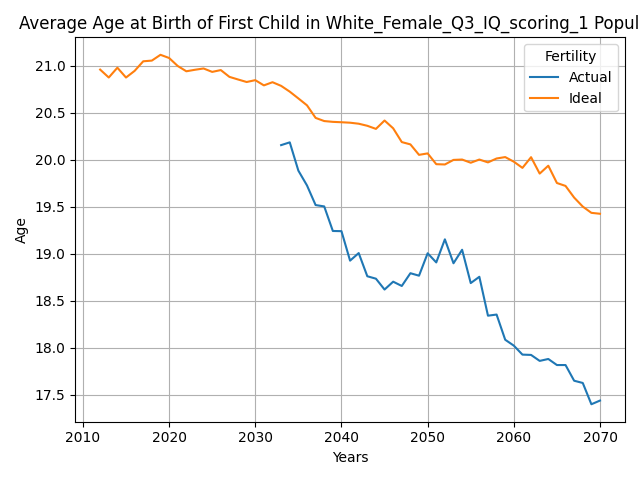 Average Age at Birth of First Child in White_Female_Q3_IQ_scoring_1 Popul
Fertility
Actual
Ideal
21.0
20.5
20.0
19.5
19.0
18.5
18.0
17.5
Age
2010 2020 2030 2040 2050 2060 2070
Years